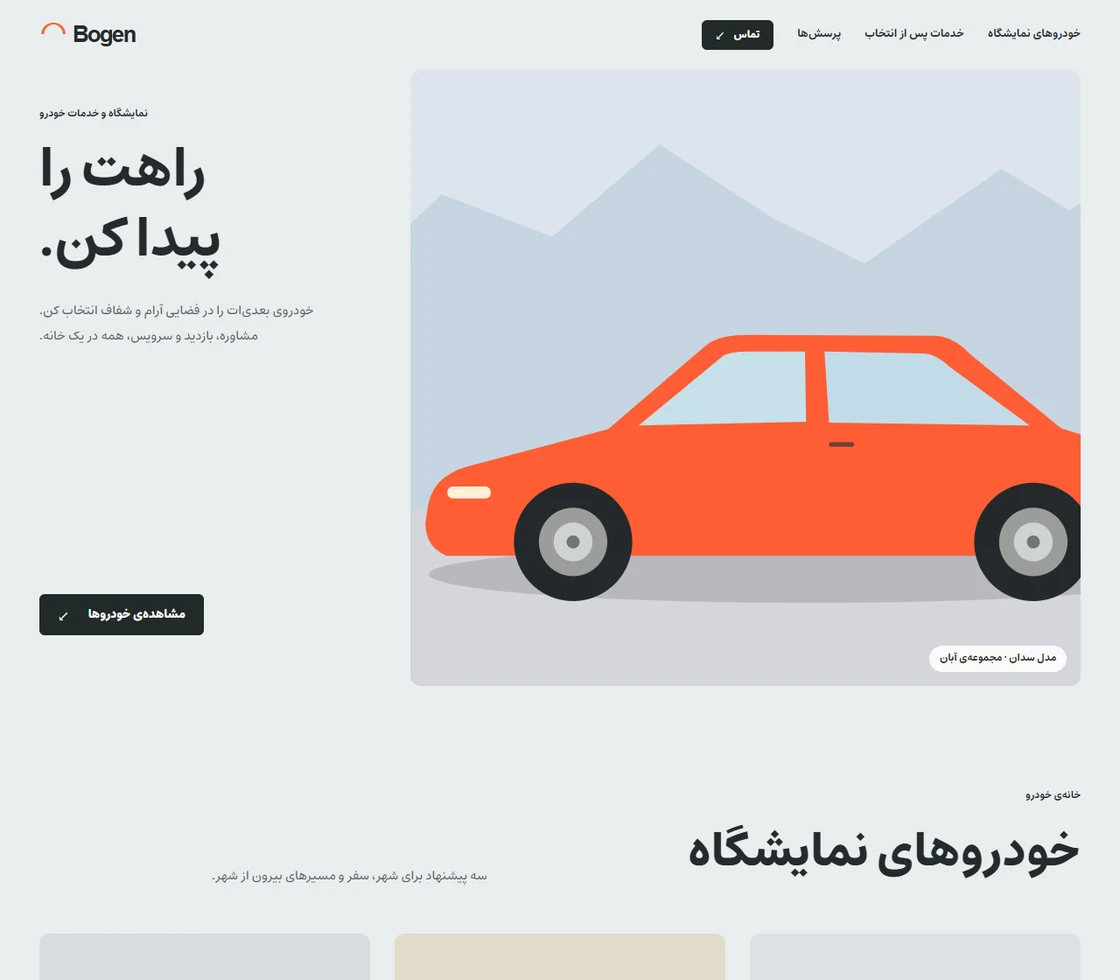 Bogen
خودروهای نمایشگاه
خدمات پس از انتخاب
پرسش‌ها
تماس ↙
نمایشگاه و خدمات خودرو
راهت را
پیدا کن.
خودروی بعدی‌ات را در فضایی آرام و شفاف انتخاب کن.
مشاوره، بازدید و سرویس، همه در یک خانه.
مشاهده‌ی خودروها ↙
مدل سدان · مجموعه‌ی آبان
خانه‌ی خودرو
خودروهای نمایشگاه
سه پیشنهاد برای شهر، سفر و مسیرهای بیرون از شهر.